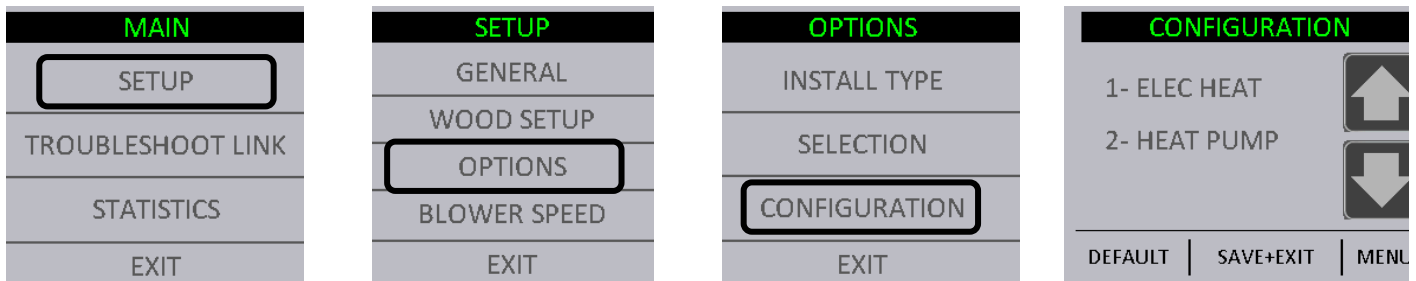 MAIN
SETUP
TROUBLESHOOT LINK
STATISTICS
EXIT
SETUP
GENERAL
WOOD SETUP
OPTIONS
BLOWER SPEED
EXIT
OPTIONS
INSTALL TYPE
SELECTION
CONFIGURATION
EXIT
CONFIGURATION
1- ELEC HEAT
2- HEAT PUMP
DEFAULT SAVE+EXIT MENU